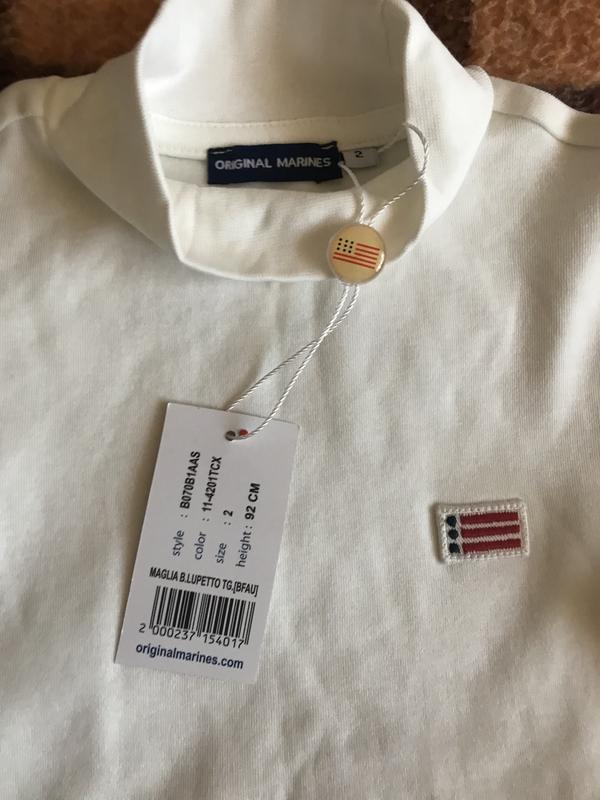 ORIGINAL MARINES
2
style : B070B1AAS
color : 11-4201TCX
size : 2
height : 92 CM
MAGLIA B.LUPETTO TG.[BFAU]
2 000237 154017
originalmarines.com